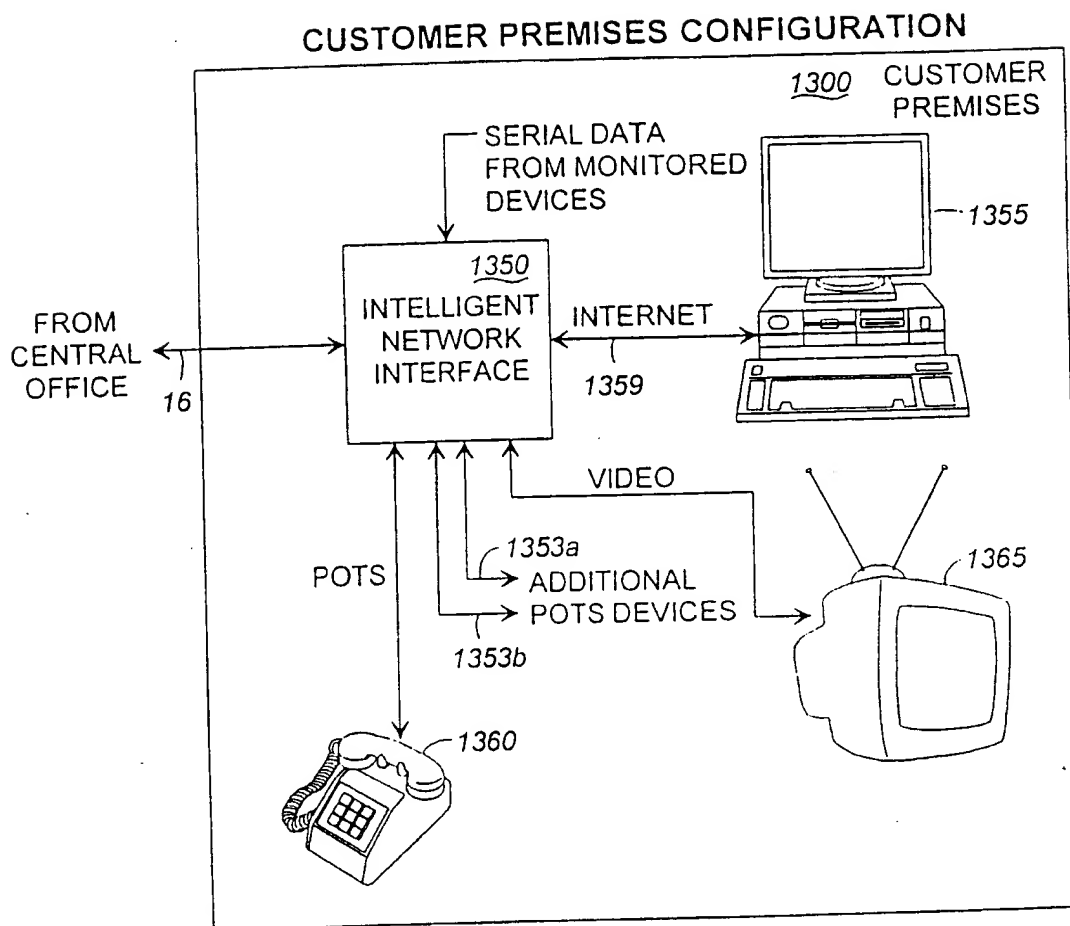 CUSTOMER PREMISES CONFIGURATION
1300 CUSTOMER
PREMISES
SERIAL DATA
FROM MONITORED
DEVICES
1355
1350
INTELLIGENT
NETWORK
INTERFACE
FROM
CENTRAL
OFFICE
16
INTERNET
1359
VIDEO
1353a
ADDITIONAL
POTS DEVICES
1353b
POTS
1365
1360